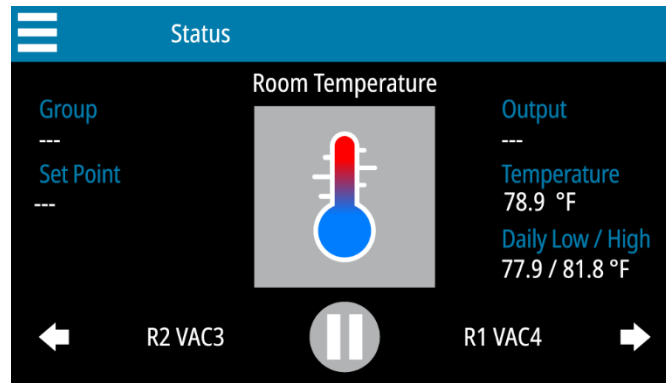 Status
Room Temperature
Group
---
Set Point
---
Output
---
Temperature
78.9 °F
Daily Low / High
77.9 / 81.8 °F
R2 VAC3
R1 VAC4